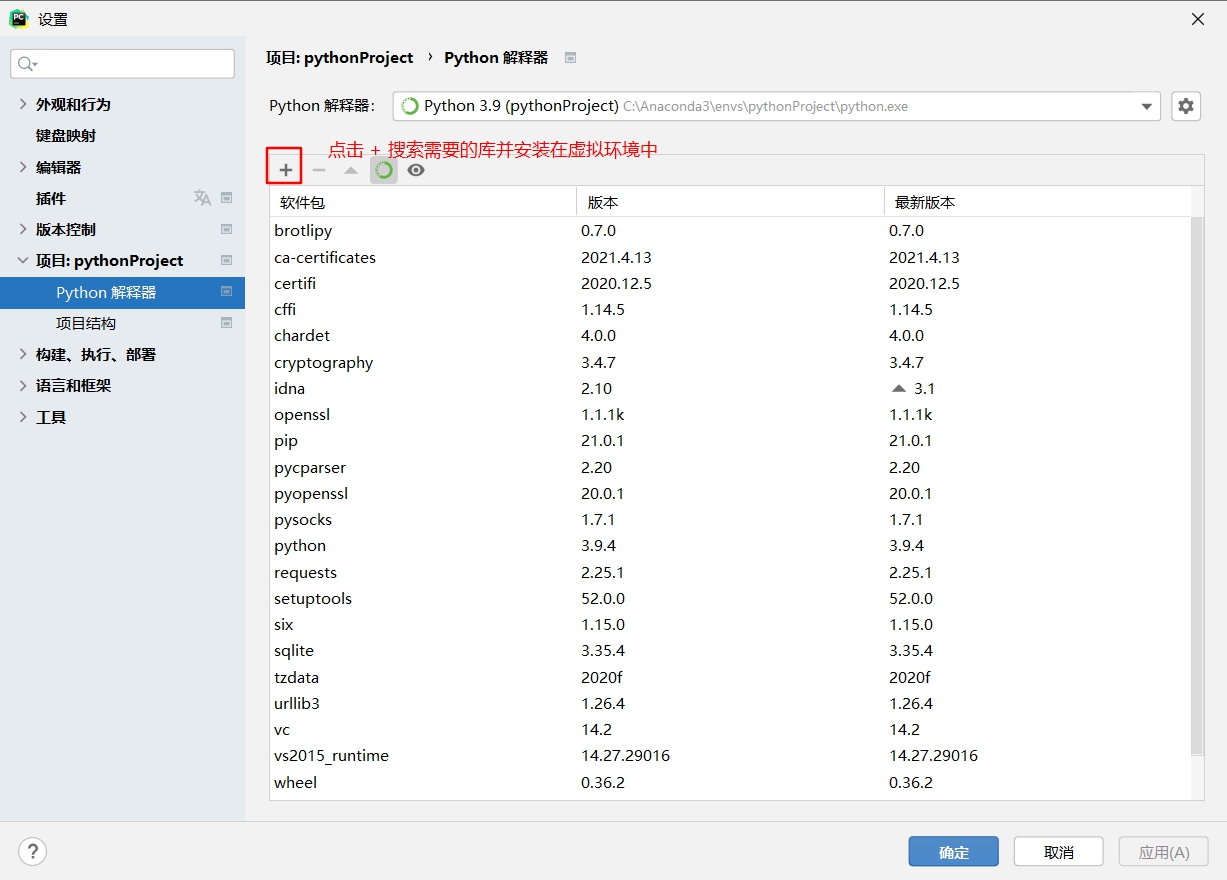 PC 设置
项目: pythonProject › Python 解释器
外观和行为
键盘映射
编辑器
插件
版本控制
项目: pythonProject
Python 解释器
项目结构
构建、执行、部署
语言和框架
工具
Python 解释器: Python 3.9 (pythonProject) C:\Anaconda3\envs\pythonProject\python.exe
点击 + 搜索需要的库并安装在虚拟环境中
软件包 版本 最新版本
brotlipy 0.7.0 0.7.0
ca-certificates 2021.4.13 2021.4.13
certifi 2020.12.5 2020.12.5
cffi 1.14.5 1.14.5
chardet 4.0.0 4.0.0
cryptography 3.4.7 3.4.7
idna 2.10 3.1
openssl 1.1.1k 1.1.1k
pip 21.0.1 21.0.1
pycparser 2.20 2.20
pyopenssl 20.0.1 20.0.1
pysocks 1.7.1 1.7.1
python 3.9.4 3.9.4
requests 2.25.1 2.25.1
setuptools 52.0.0 52.0.0
six 1.15.0 1.15.0
sqlite 3.35.4 3.35.4
tzdata 2020f 2020f
urllib3 1.26.4 1.26.4
vc 14.2 14.2
vs2015_runtime 14.27.29016 14.27.29016
wheel 0.36.2 0.36.2
? 确定 取消 应用(A)